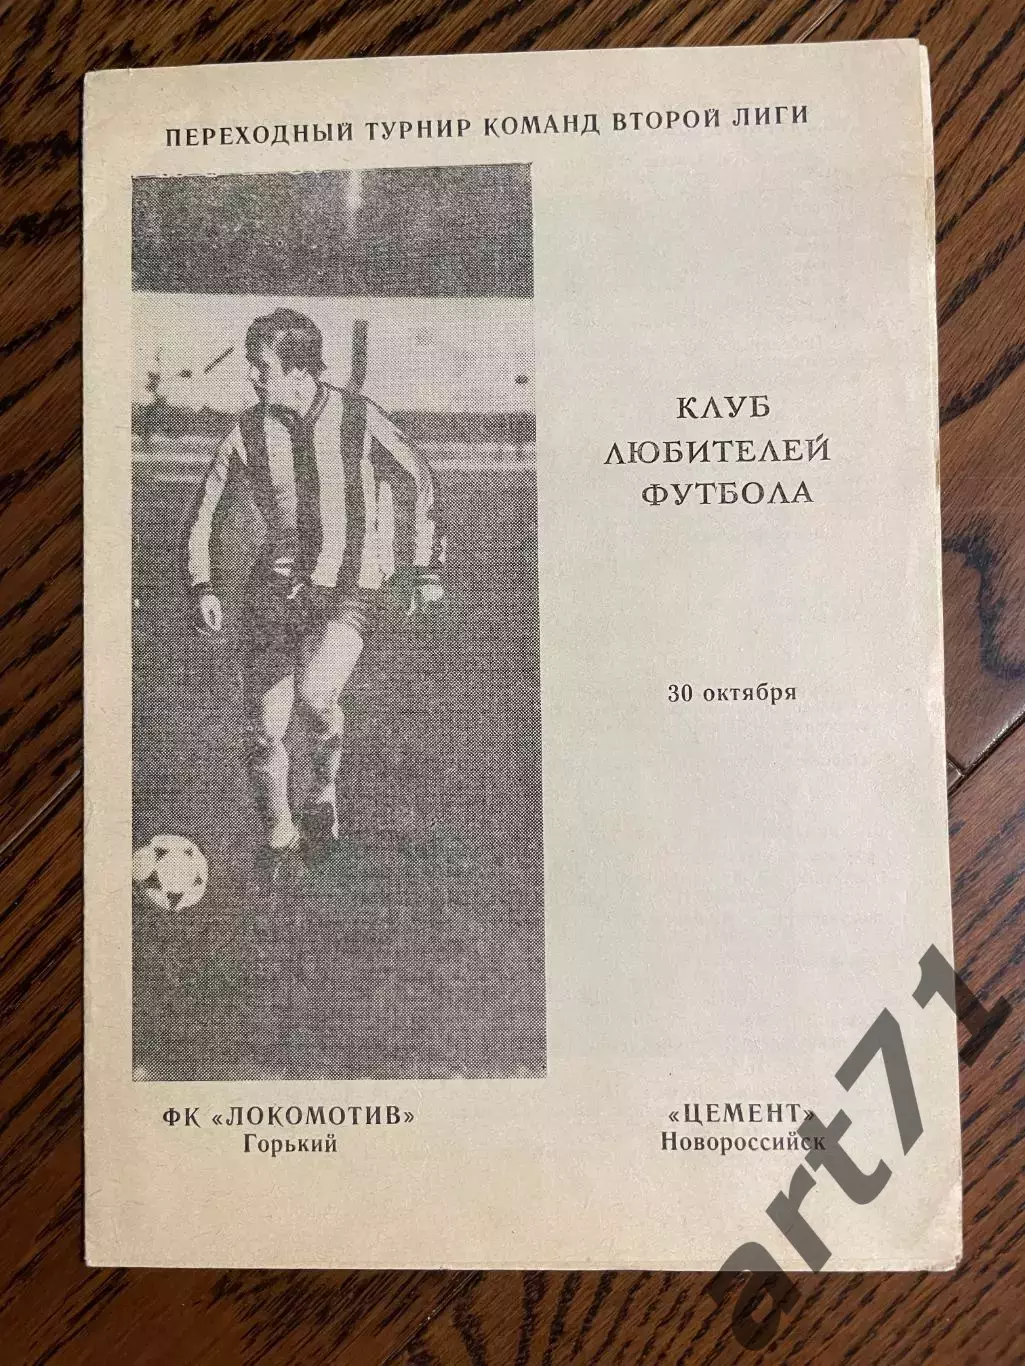 ПЕРЕХОДНЫЙ ТУРНИР КОМАНД ВТОРОЙ ЛИГИ
КЛУБ
ЛЮБИТЕЛЕЙ
ФУТБОЛА
30 октября
ФК «ЛОКОМОТИВ»
Горький
«ЦЕМЕНТ»
Новороссийск
art71